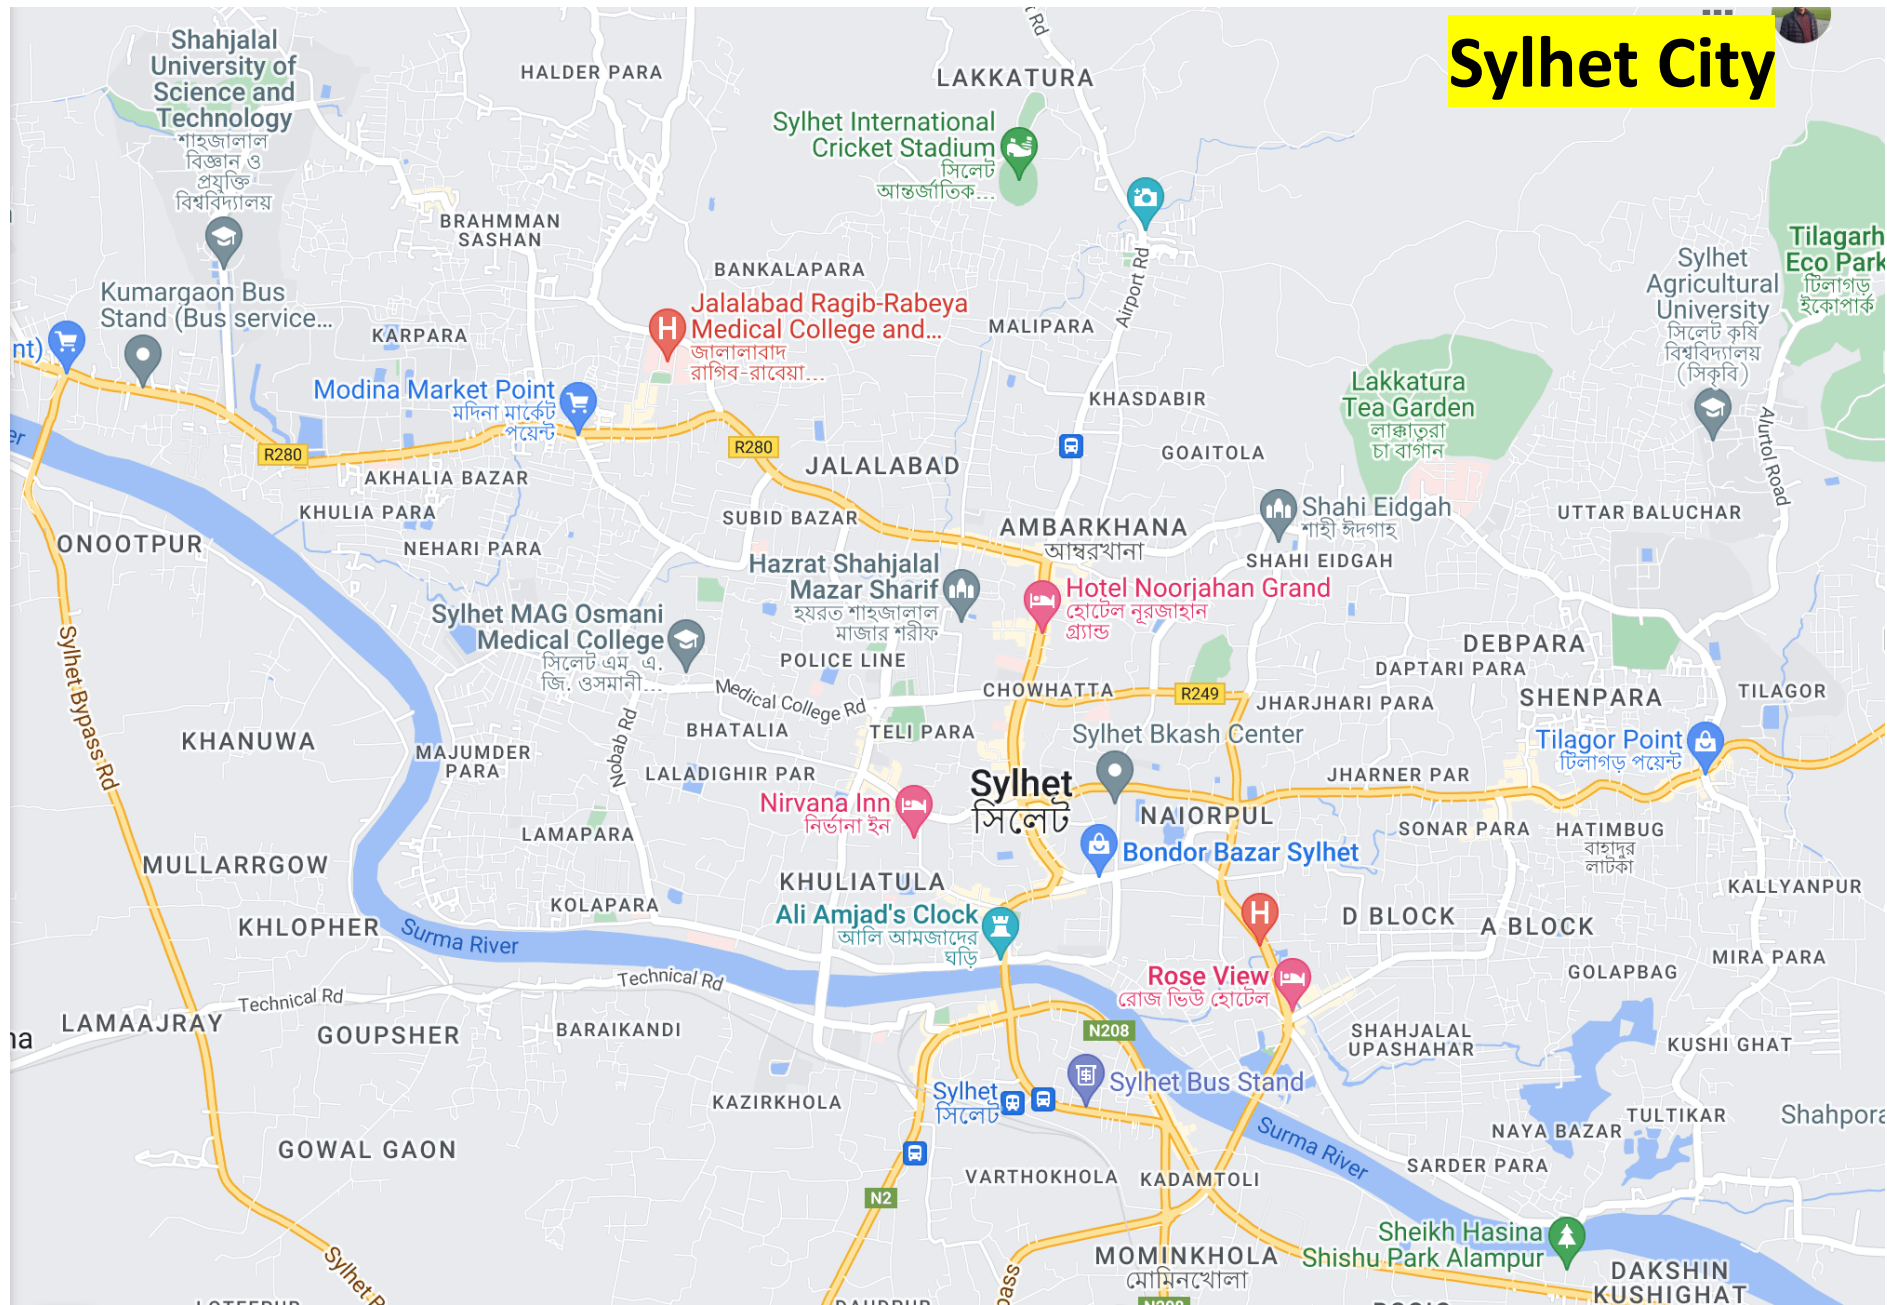 Sylhet City
Shahjalal
University of
Science and
Technology
শাহজালাল
বিজ্ঞান ও
প্রযুক্তি
বিশ্ববিদ্যালয়
HALDER PARA
LAKKATURA
Sylhet International
Cricket Stadium
সিলেট
আন্তর্জাতিক...
BRAHMMAN
SASHAN
BANKALAPARA
Airport Rd
Sylhet
Agricultural
University
সিলেট কৃষি
বিশ্ববিদ্যালয়
(সিকৃবি)
Tilagarh
Eco Park
টিলাগড়
ইকোপার্ক
Kumargaon Bus
Stand (Bus service...
nt)
KARPARA
Jalalabad Ragib-Rabeya
Medical College and...
জালালাবাদ
রাগিব-রাবেয়া...
MALIPARA
Modina Market Point
মদিনা মার্কেট
পয়েন্ট
KHASDABIR
Lakkatura
Tea Garden
লাক্কাতুরা
চা বাগান
Alurtol Road
er
R280
R280
JALALABAD
GOAITOLA
AKHALIA BAZAR
KHULIA PARA
SUBID BAZAR
AMBARKHANA
আম্বরখানা
Shahi Eidgah
শাহী ঈদগাহ
UTTAR BALUCHAR
ONOOTPUR
NEHARI PARA
SHAHI EIDGAH
Hazrat Shahjalal
Mazar Sharif
হযরত শাহজালাল
মাজার শরীফ
Hotel Noorjahan Grand
হোটেল নূরজাহান
গ্র্যান্ড
Sylhet MAG Osmani
Medical College
সিলেট এম. এ.
জি. ওসমানী...
Sylhet Bypass Rd
POLICE LINE
DEBPARA
DAPTARI PARA
Medical College Rd
CHOWHATTA
R249
JHARJHARI PARA
SHENPARA
TILAGOR
KHANUWA
MAJUMDER
PARA
Nobab Rd
BHATALIA
TELI PARA
Sylhet Bkash Center
Tilagor Point
টিলাগড় পয়েন্ট
LALADIGHIR PAR
Sylhet
সিলেট
JHARNER PAR
Nirvana Inn
নির্ভানা ইন
NAIORPUL
LAMAPARA
SONAR PARA
HATIMBUG
বাহাদুর
লাটকা
Bondor Bazar Sylhet
MULLARRGOW
KHULIATULA
KALLYANPUR
KOLAPARA
Ali Amjad's Clock
আলি আমজাদের
ঘড়ি
D BLOCK
A BLOCK
KHLOPHER
Surma River
MIRA PARA
GOLAPBAG
Rose View
রোজ ভিউ হোটেল
Technical Rd
Technical Rd
LAMAAJRAY
GOUPSHER
BARAIKANDI
N208
SHAHJALAL
UPASHAHAR
KUSHI GHAT
na
Sylhet
সিলেট
Sylhet Bus Stand
KAZIRKHOLA
TULTIKAR
Shahpora
NAYA BAZAR
Surma River
GOWAL GAON
SARDER PARA
VARTHOKHOLA
KADAMTOLI
N2
Sheikh Hasina
Shishu Park Alampur
MOMINKHOLA
মোমিনখোলা
DAKSHIN
KUSHIGHAT